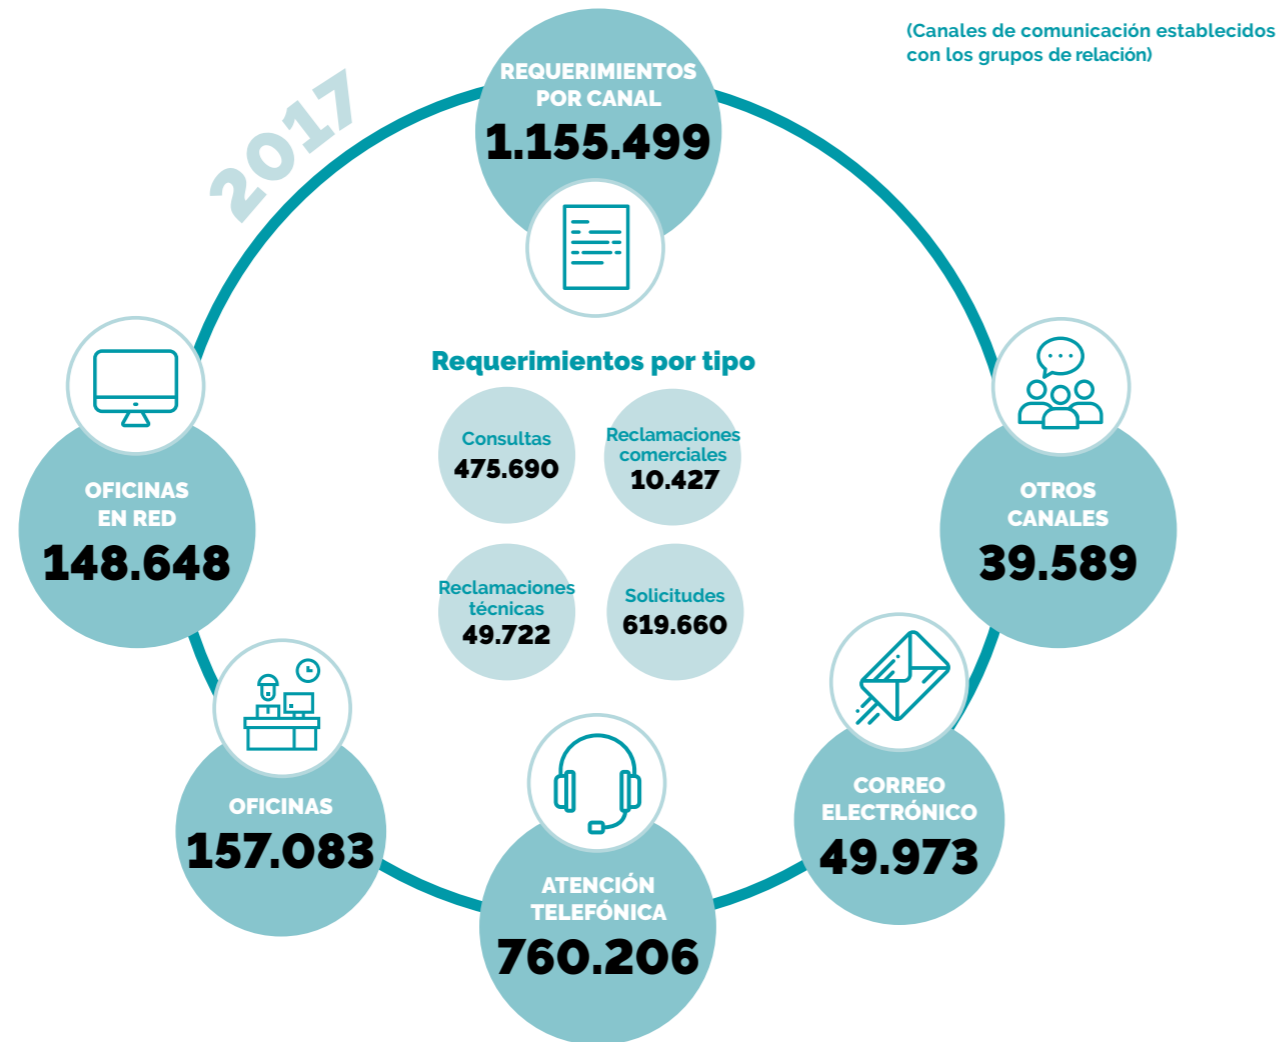 (Canales de comunicación establecidos
con los grupos de relación)
2017
REQUERIMIENTOS
POR CANAL
1.155.499
Requerimientos por tipo
Consultas
475.690
Reclamaciones
comerciales
10.427
Reclamaciones
técnicas
49.722
Solicitudes
619.660
OFICINAS
EN RED
148.648
OTROS
CANALES
39.589
OFICINAS
157.083
CORREO
ELECTRÓNICO
49.973
ATENCIÓN
TELEFÓNICA
760.206